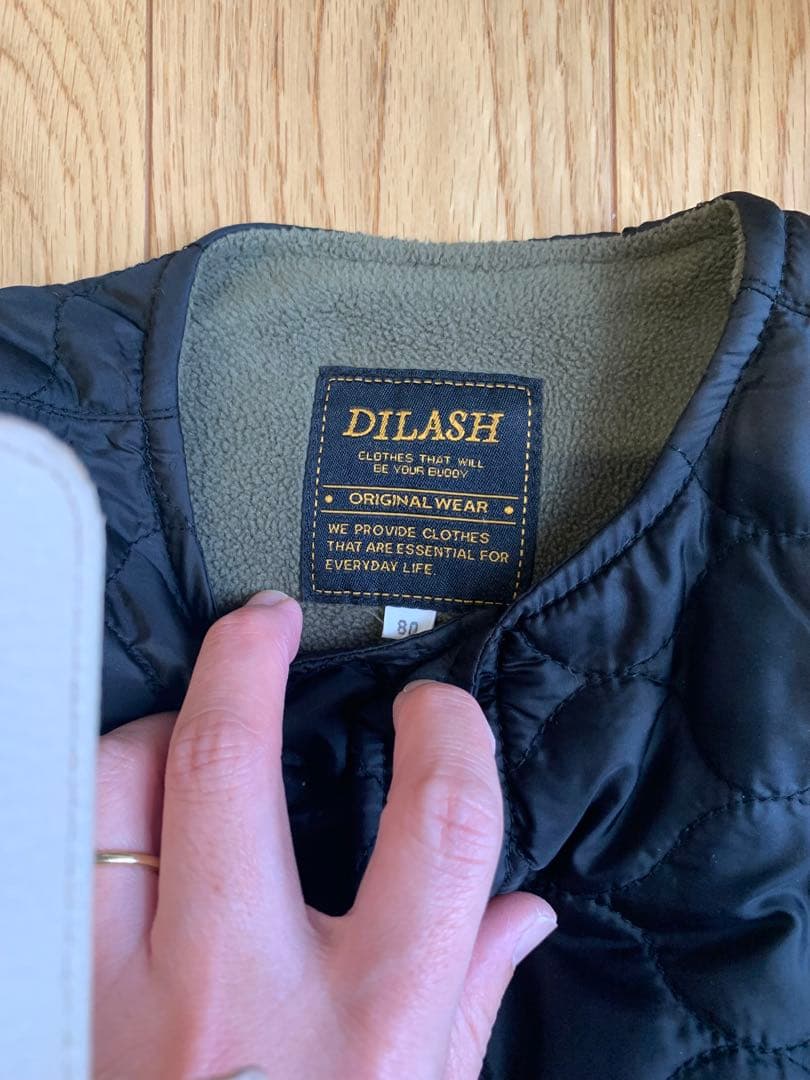 DILASH
CLOTHES THAT WILL
BE YOUR BUDDY
• ORIGINAL WEAR •
WE PROVIDE CLOTHES
THAT ARE ESSENTIAL FOR
EVERYDAY LIFE.
80